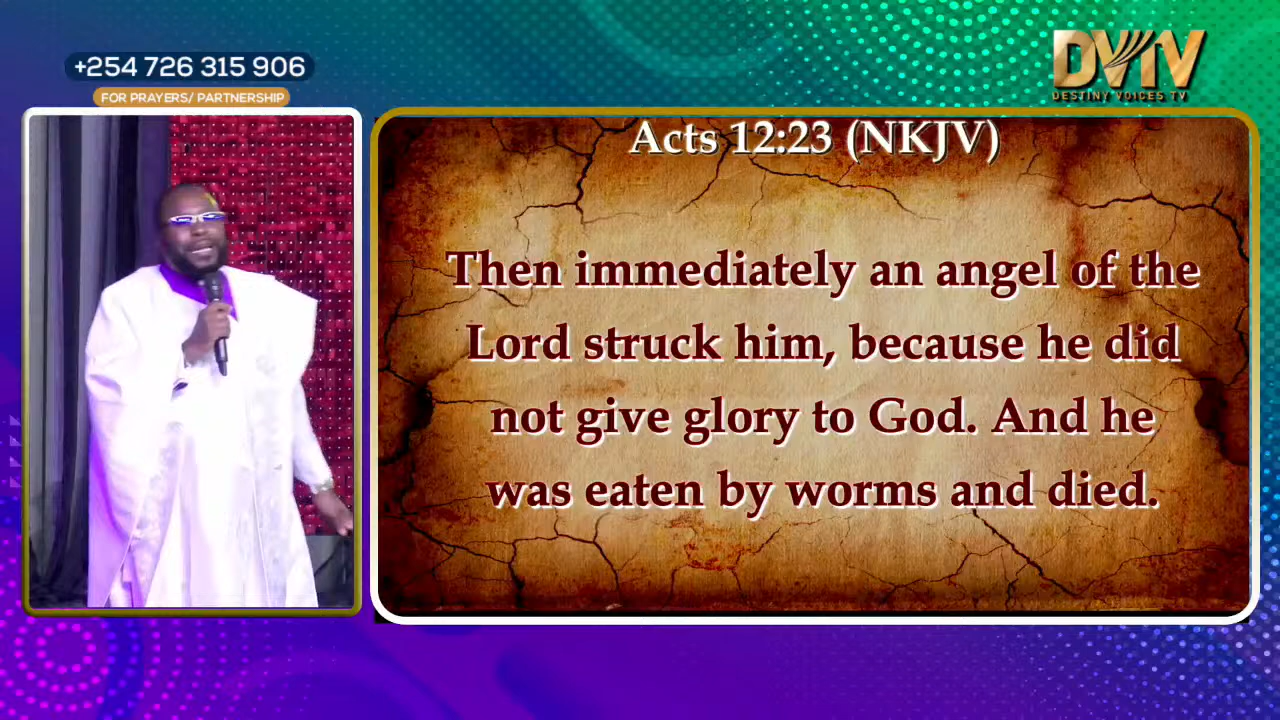 +254 726 315 906
FOR PRAYERS/ PARTNERSHIP
DVTV
DESTINY VOICES TV
Acts 12:23 (NKJV)
Then immediately an angel of the
Lord struck him, because he did
not give glory to God. And he
was eaten by worms and died.